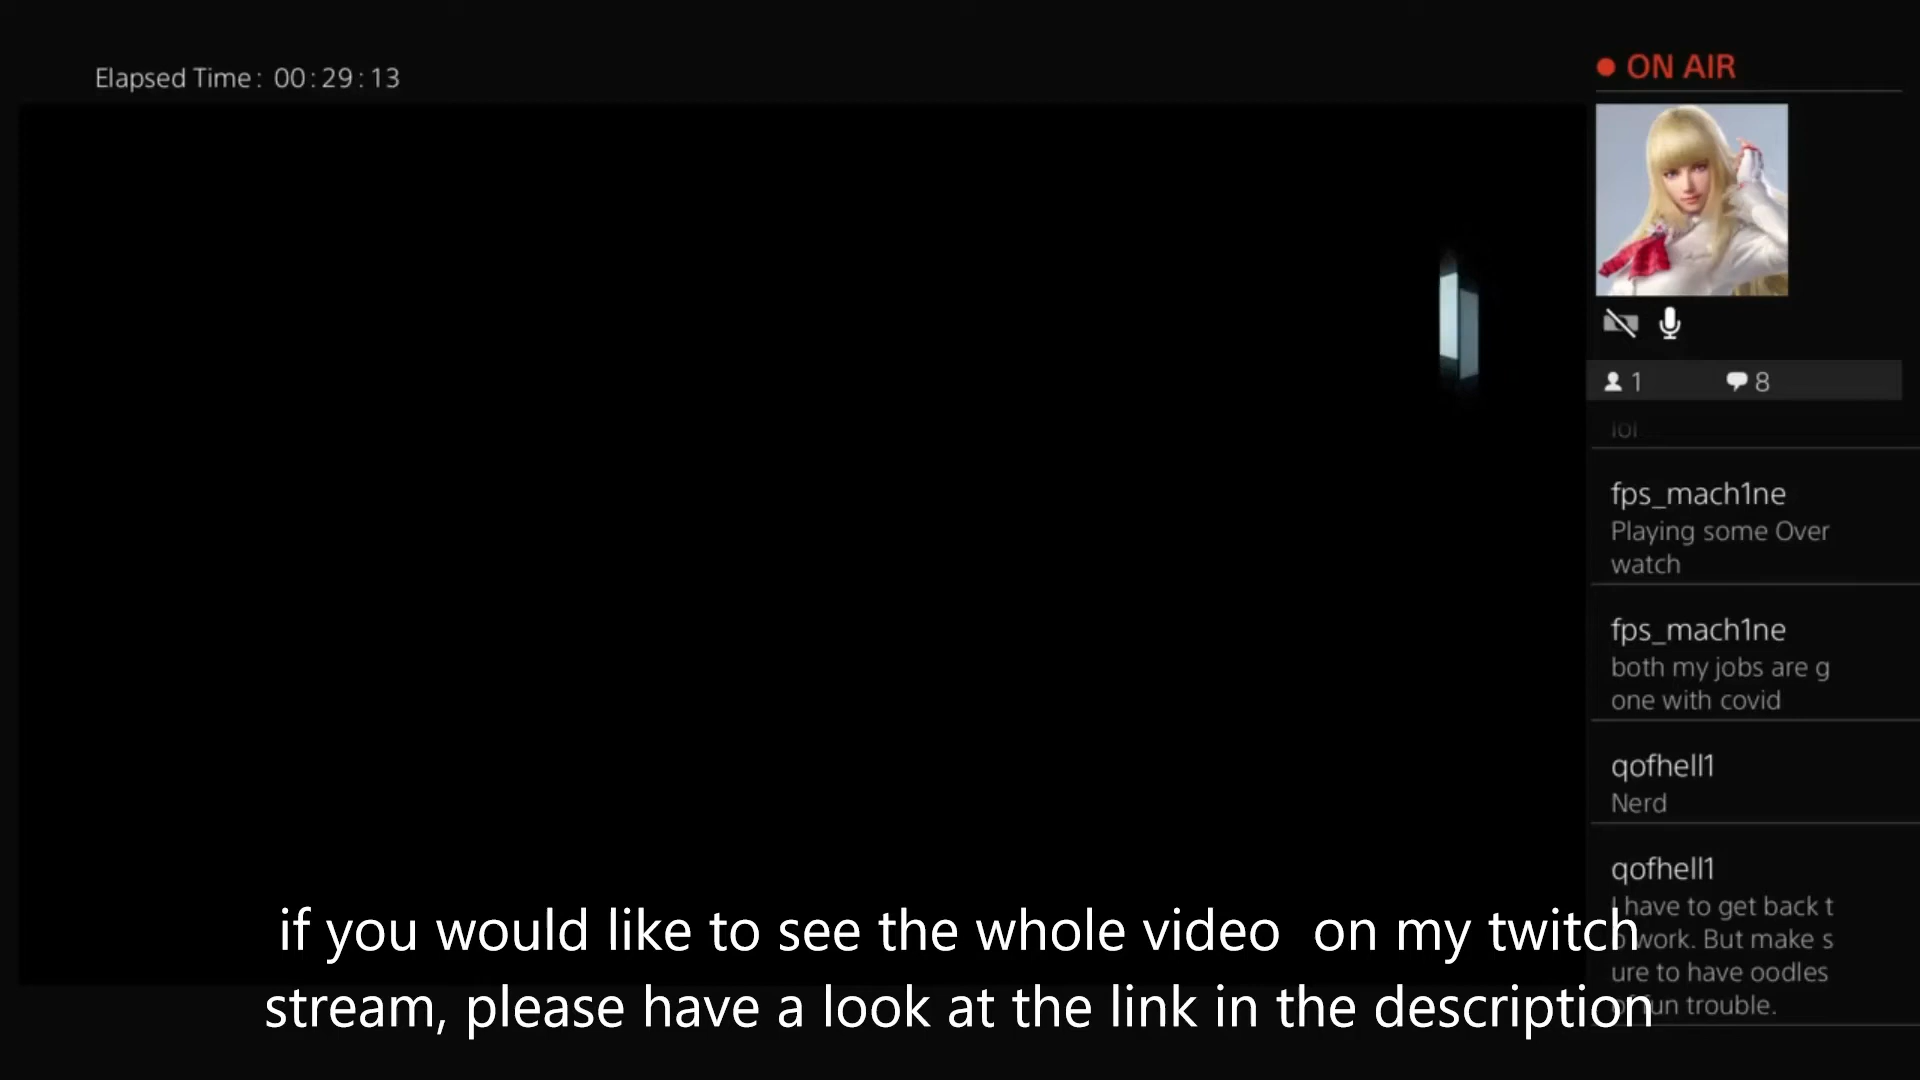 Elapsed Time: 00:29:13
ON AIR
1 8
lol
fps_mach1ne
Playing some Over
watch
fps_mach1ne
both my jobs are g
one with covid
qofhell1
Nerd
qofhell1
I have to get back t
o work. But make s
ure to have oodles
of fun trouble.
if you would like to see the whole video on my twitch
stream, please have a look at the link in the description